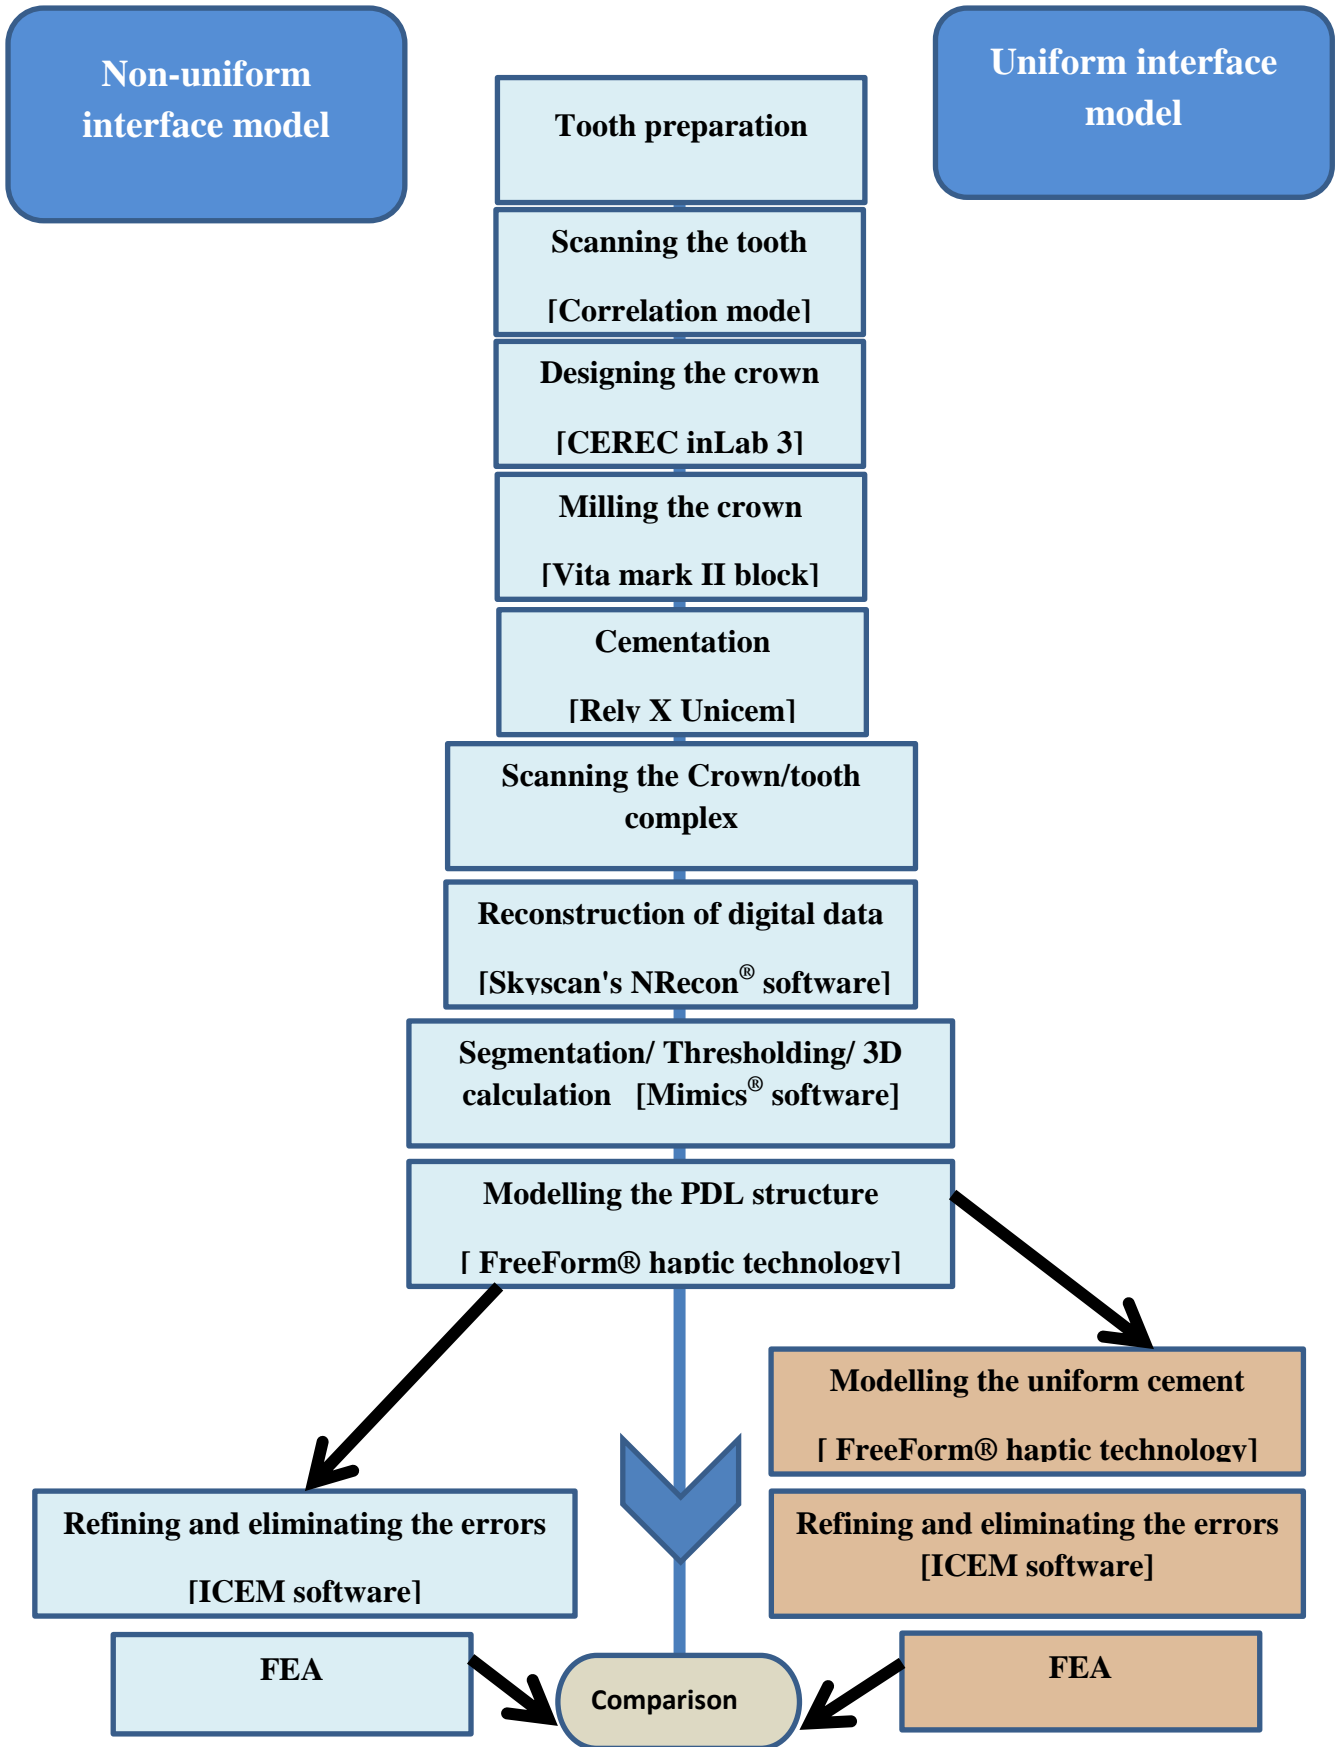 Non-uniform
interface model
Uniform interface
model
Tooth preparation
Scanning the tooth
[Correlation mode]
Designing the crown
[CEREC inLab 3]
Milling the crown
[Vita mark II block]
Cementation
[Rely X Unicem]
Scanning the Crown/tooth
complex
Reconstruction of digital data
[Skyscan's NRecon® software]
Segmentation/ Thresholding/ 3D
calculation [Mimics® software]
Modelling the PDL structure
[ FreeForm® haptic technology]
Modelling the uniform cement
[ FreeForm® haptic technology]
Refining and eliminating the errors
[ICEM software]
Refining and eliminating the errors
[ICEM software]
FEA
Comparison
FEA